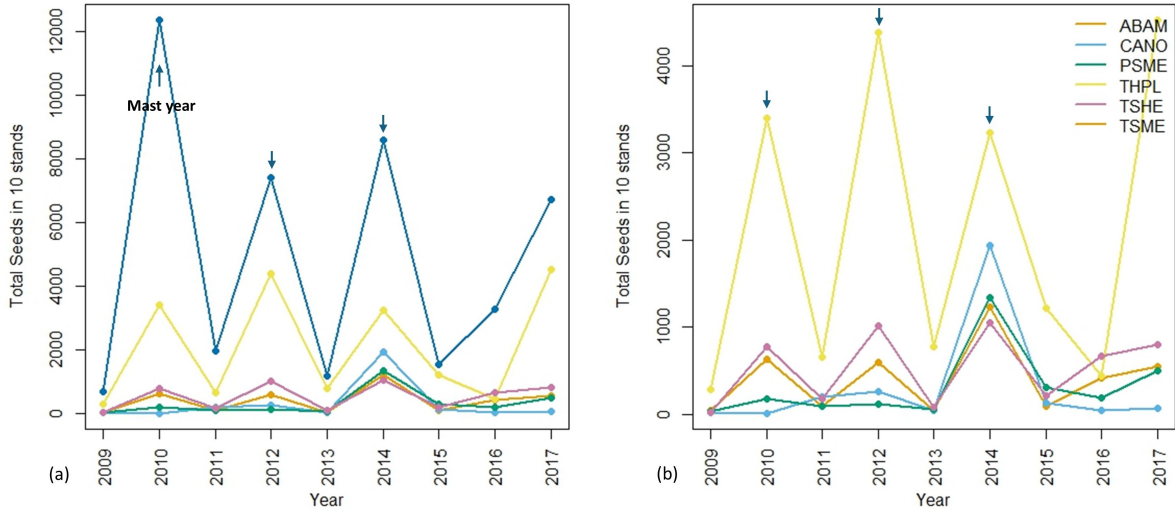 Total Seeds in 10 stands
12000
10000
8000
6000
4000
2000
0
Mast year
2009
2010
2011
2012
2013
2014
2015
2016
2017
Year
(a)
Total Seeds in 10 stands
4000
3000
2000
1000
0
ABAM
CANO
PSME
THPL
TSHE
TSME
2009
2010
2011
2012
2013
2014
2015
2016
2017
Year
(b)